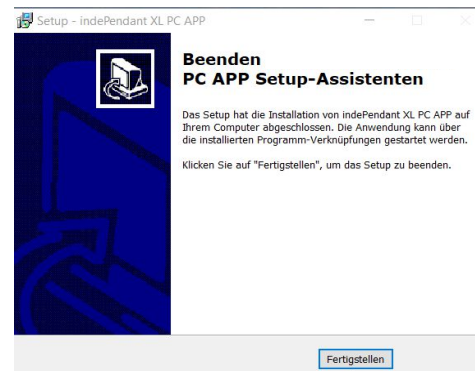 Setup - indePendant XL PC APP
Beenden
PC APP Setup-Assistenten
Das Setup hat die Installation von indePendant XL PC APP auf
Ihrem Computer abgeschlossen. Die Anwendung kann über
die installierten Programm-Verknüpfungen gestartet werden.
Klicken Sie auf "Fertigstellen", um das Setup zu beenden.
Fertigstellen